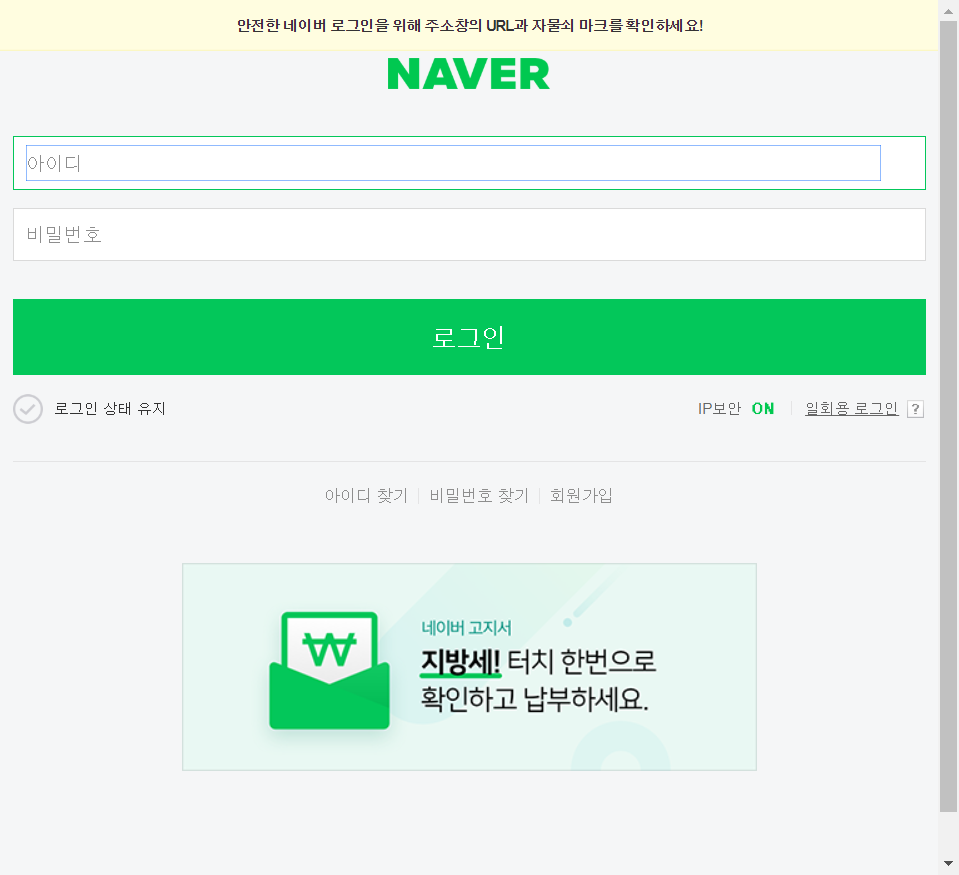 안전한 네이버 로그인을 위해 주소창의 URL과 자물쇠 마크를 확인하세요!
NAVER
아이디
비밀번호
로그인
로그인 상태 유지 IP보안 ON 일회용 로그인 ?
아이디 찾기 비밀번호 찾기 회원가입
네이버 고지서
지방세! 터치 한번으로
확인하고 납부하세요.